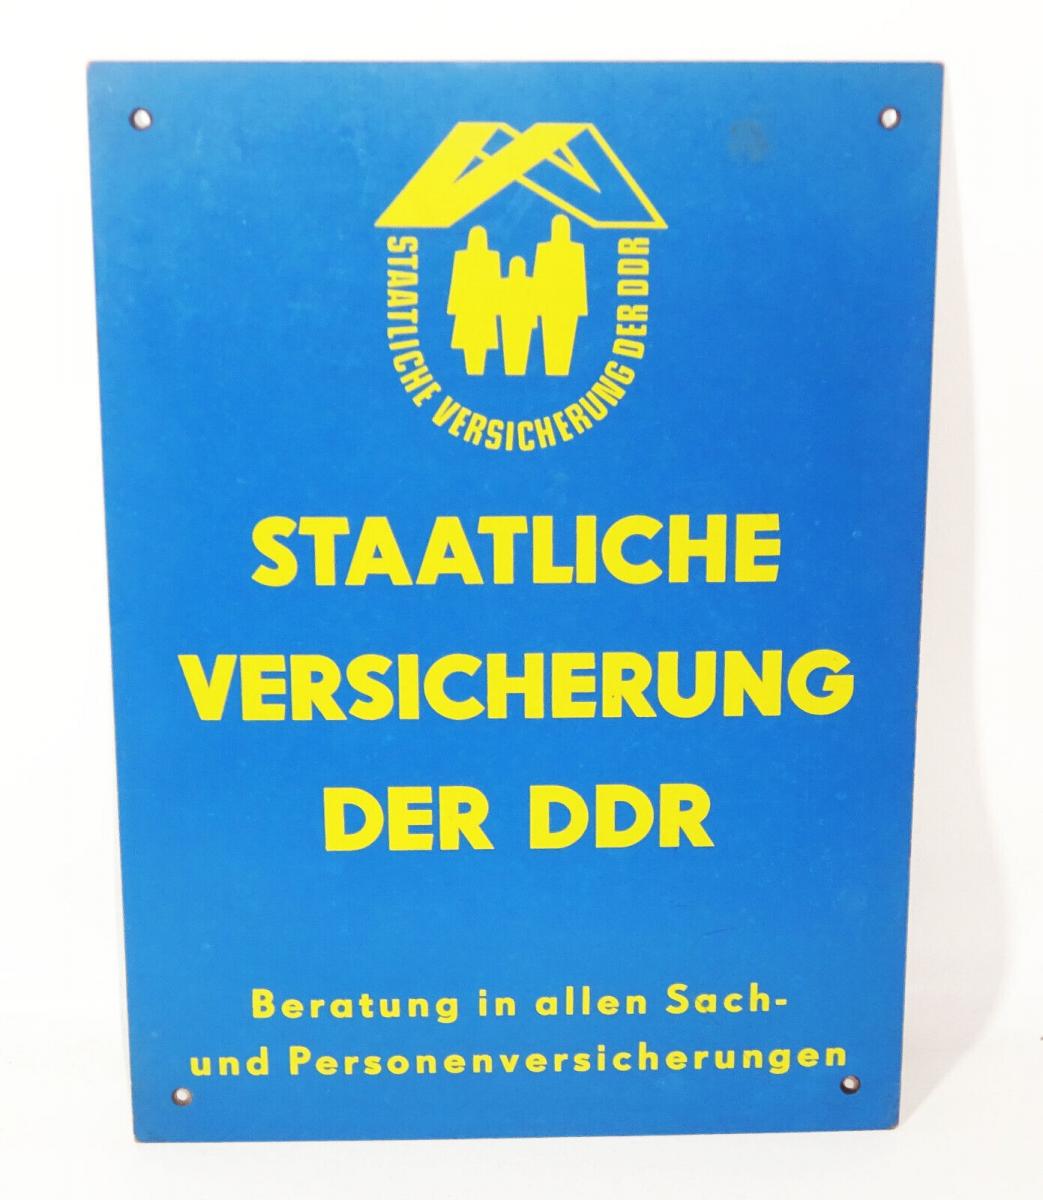 STAATLICHE VERSICHERUNG DER DDR
STAATLICHE
VERSICHERUNG
DER DDR
Beratung in allen Sach-
und Personenversicherungen